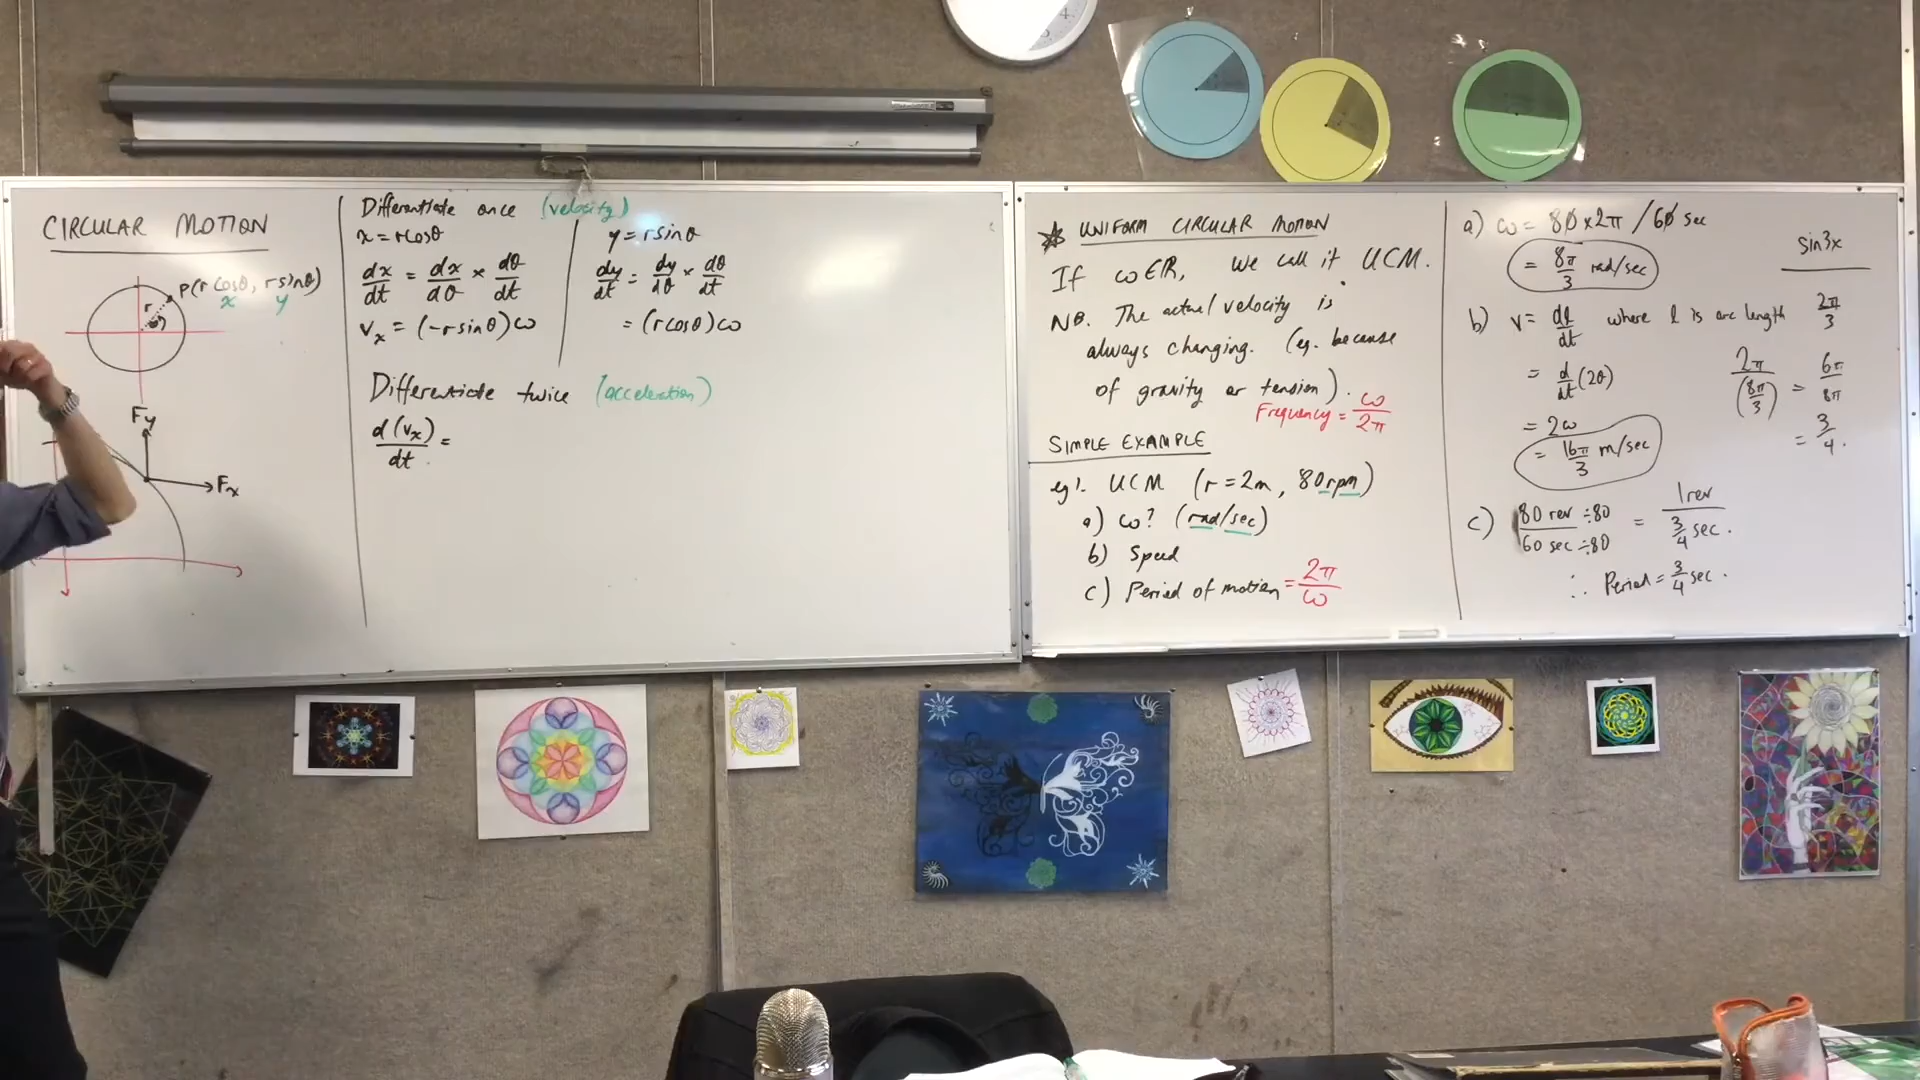 CIRCULAR MOTION
P(r cosθ, r sinθ)
x y
r
θ
Fy
Fx
Differentiate once (velocity)
x = rcosθ
dx/dt = dx/dθ × dθ/dt
vx = (-r sinθ)ω
y = r sinθ
dy/dt = dy/dθ × dθ/dt
= (r cosθ)ω
Differentiate twice (acceleration)
d(vx)/dt =
UNIFORM CIRCULAR MOTION
If ω∈ℝ, we call it UCM.
NB. The actual velocity is
always changing. (eg. because
of gravity or tension).
Frequency = ω/2π
SIMPLE EXAMPLE
eg1. UCM (r = 2m, 80rpm)
a) ω? (rad/sec)
b) Speed
c) Period of motion = 2π/ω
a) ω = 80 × 2π / 60 sec
= 8π/3 rad/sec
b) v = dl/dt where l is arc length
= d/dt (2θ)
= 2ω
= 16π/3 m/sec
c) 80 rev ÷80 / 60 sec ÷80 = 1 rev / 3/4 sec.
∴ Period = 3/4 sec.
sin3x
2π/3
2π/(8π/3) = 6π/8π
= 3/4.